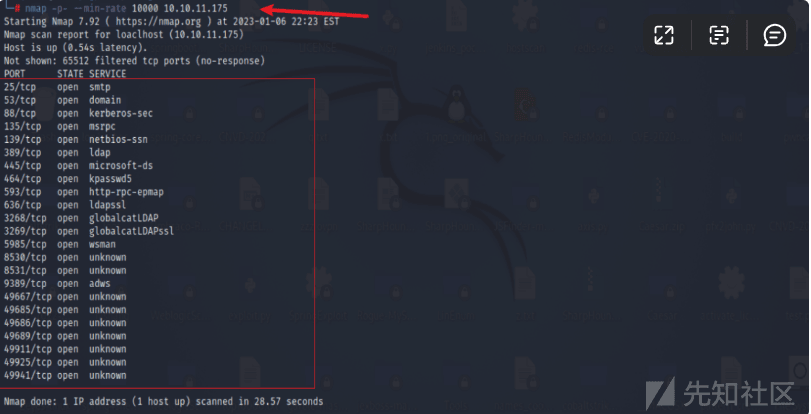 # nmap -p- --min-rate 10000 10.10.11.175
Starting Nmap 7.92 ( https://nmap.org ) at 2023-01-06 22:23 EST
Nmap scan report for loaclhost (10.10.11.175)
Host is up (0.54s latency).
Not shown: 65512 filtered tcp ports (no-response)
PORT STATE SERVICE
25/tcp open smtp
53/tcp open domain
88/tcp open kerberos-sec
135/tcp open msrpc
139/tcp open netbios-ssn
389/tcp open ldap
445/tcp open microsoft-ds
464/tcp open kpasswd5
593/tcp open http-rpc-epmap
636/tcp open ldapssl
3268/tcp open globalcatLDAP
3269/tcp open globalcatLDAPssl
5985/tcp open wsman
8530/tcp open unknown
8531/tcp open unknown
9389/tcp open adws
49667/tcp open unknown
49685/tcp open unknown
49686/tcp open unknown
49689/tcp open unknown
49911/tcp open unknown
49925/tcp open unknown
49941/tcp open unknown
Nmap done: 1 IP address (1 host up) scanned in 28.57 seconds
先知社区